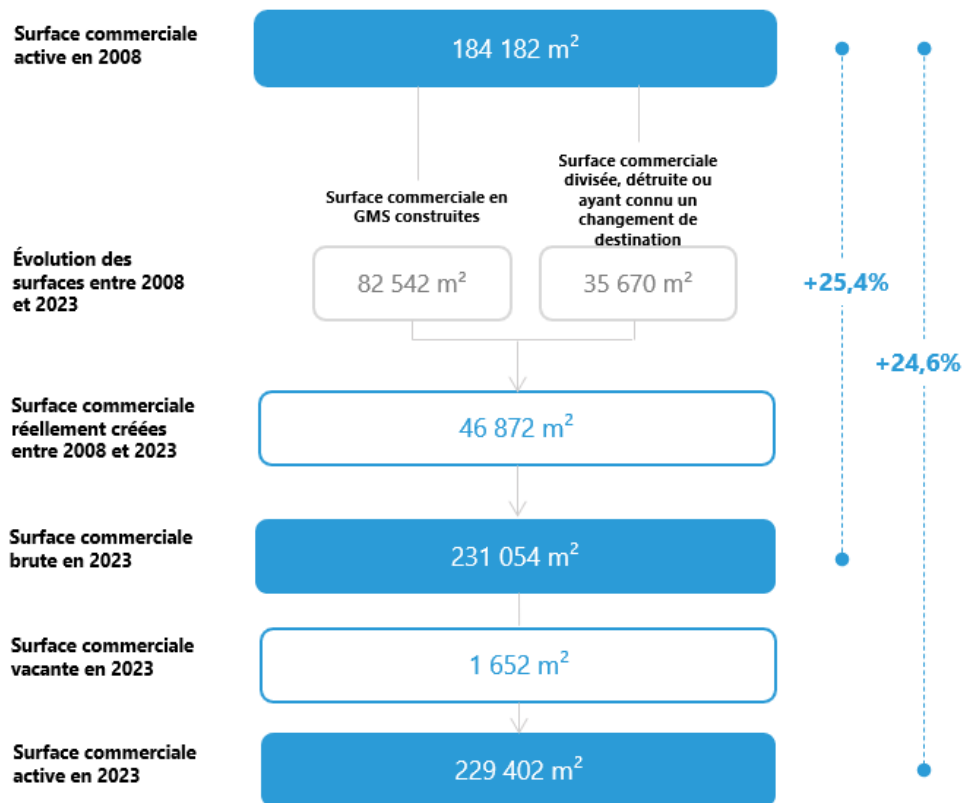 Surface commerciale
active en 2008
184 182 m²
Surface commerciale en
GMS construites
Surface commerciale
divisée, détruite ou
ayant connu un
changement de
destination
Évolution des
surfaces entre 2008
et 2023
82 542 m²
35 670 m²
+25,4%
+24,6%
Surface commerciale
réellement créées
entre 2008 et 2023
46 872 m²
Surface commerciale
brute en 2023
231 054 m²
Surface commerciale
vacante en 2023
1 652 m²
Surface commerciale
active en 2023
229 402 m²